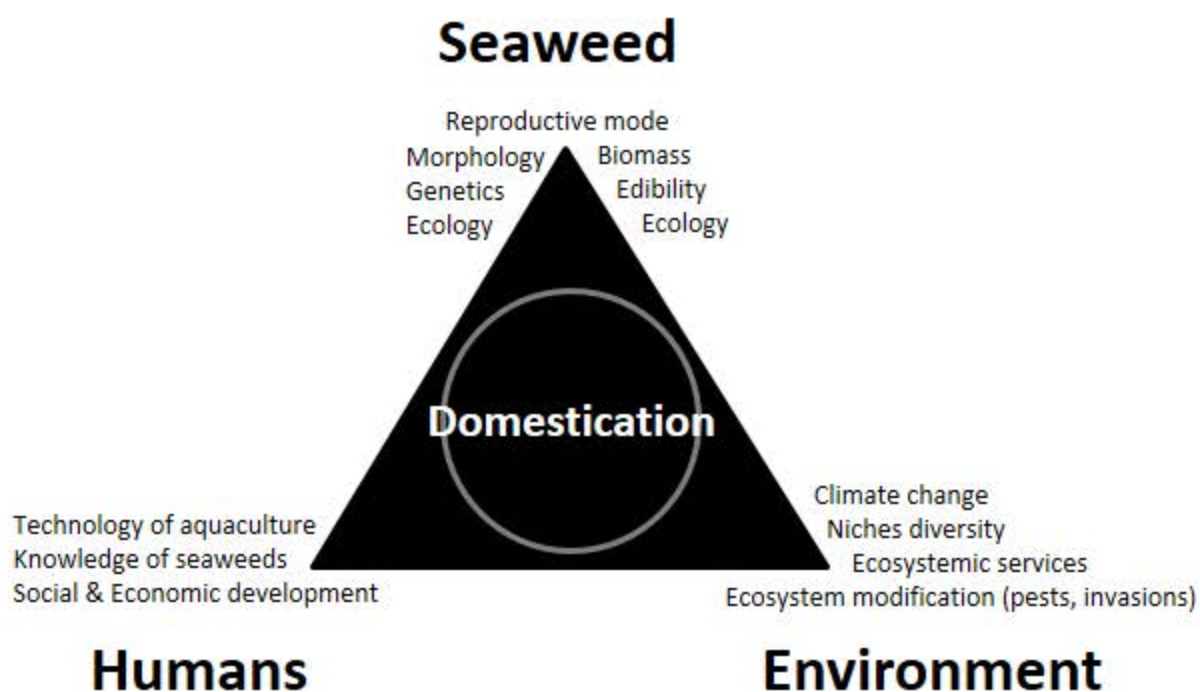 Seaweed
Reproductive mode
Morphology Biomass
Genetics Edibility
Ecology Ecology
Domestication
Climate change
Technology of aquaculture Niches diversity
Knowledge of seaweeds Ecosystemic services
Social & Economic development Ecosystem modification (pests, invasions)
Humans Environment